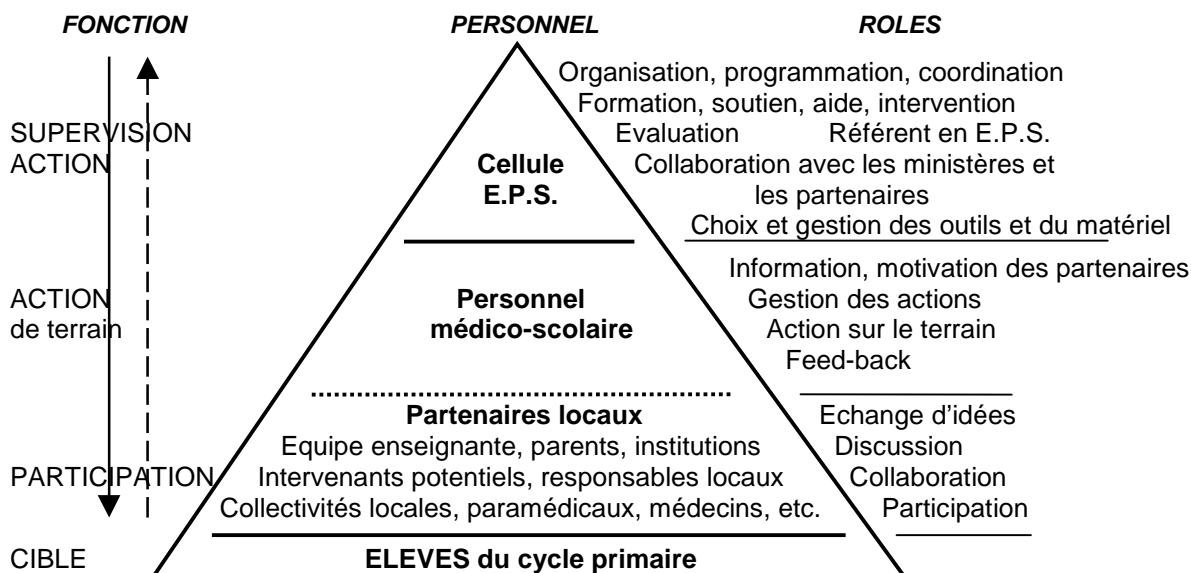 FONCTION PERSONNEL ROLES
Organisation, programmation, coordination
Formation, soutien, aide, intervention
SUPERVISION Evaluation Référent en E.P.S.
ACTION Cellule Collaboration avec les ministères et
E.P.S. les partenaires
Choix et gestion des outils et du matériel
Information, motivation des partenaires
ACTION Personnel Gestion des actions
de terrain médico-scolaire Action sur le terrain
Feed-back
Partenaires locaux Echange d'idées
Equipe enseignante, parents, institutions Discussion
PARTICIPATION Intervenants potentiels, responsables locaux Collaboration
Collectivités locales, paramédicaux, médecins, etc. Participation
CIBLE ELEVES du cycle primaire